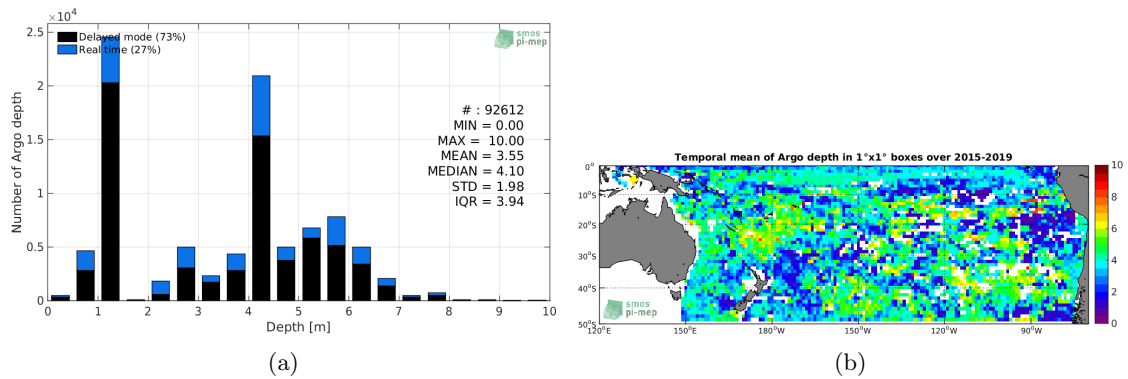 ×10⁴
2.5
2
1.5
1
0.5
0
Number of Argo depth
Delayed mode (73%)
Real time (27%)
smos
pi-mep
# : 92612
MIN = 0.00
MAX = 10.00
MEAN = 3.55
MEDIAN = 4.10
STD = 1.98
IQR = 3.94
0 1 2 3 4 5 6 7 8 9 10
Depth [m]
(a)
Temporal mean of Argo depth in 1°x1° boxes over 2015-2019
0°
10°S
20°S
30°S
40°S
50°S
120°E 150°E 180°W 150°W 120°W 90°W
smos
pi-mep
10
8
6
4
2
0
(b)